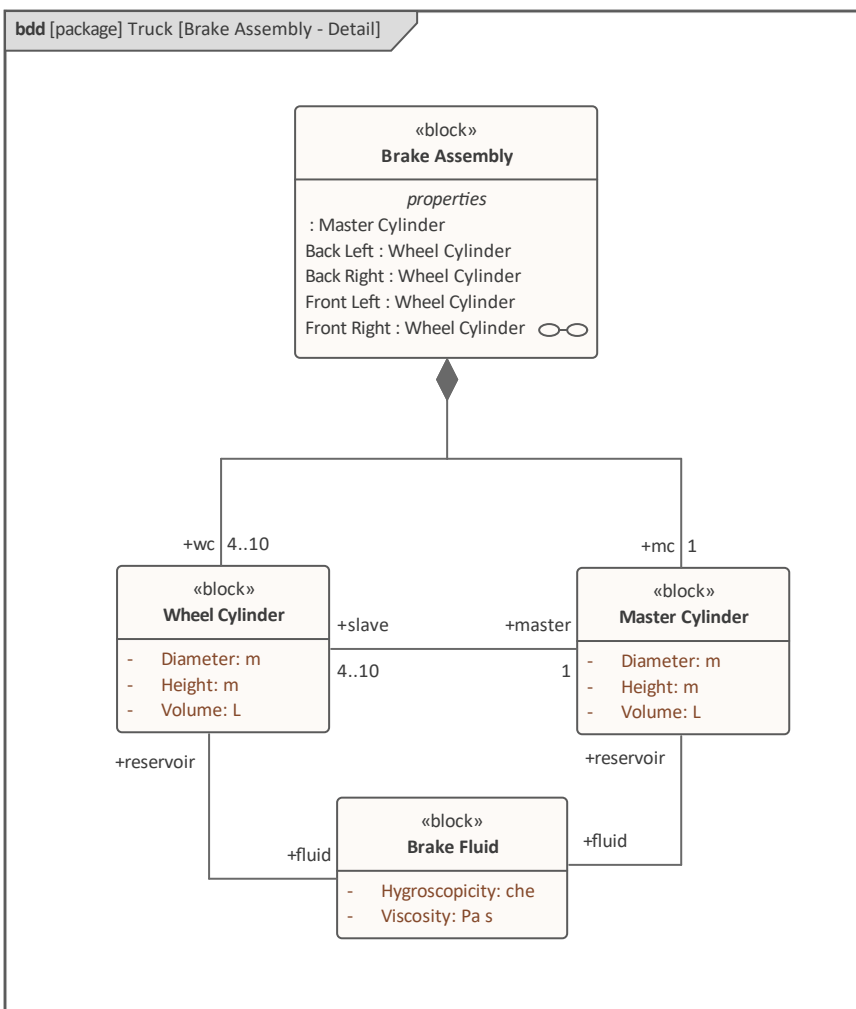 bdd [package] Truck [Brake Assembly - Detail]
«block»
Brake Assembly
properties
: Master Cylinder
Back Left : Wheel Cylinder
Back Right : Wheel Cylinder
Front Left : Wheel Cylinder
Front Right : Wheel Cylinder
+wc 4..10
+mc 1
«block»
Wheel Cylinder
- Diameter: m
- Height: m
- Volume: L
+slave
4..10
+master
1
«block»
Master Cylinder
- Diameter: m
- Height: m
- Volume: L
+reservoir
+fluid
+reservoir
+fluid
«block»
Brake Fluid
- Hygroscopicity: che
- Viscosity: Pa s